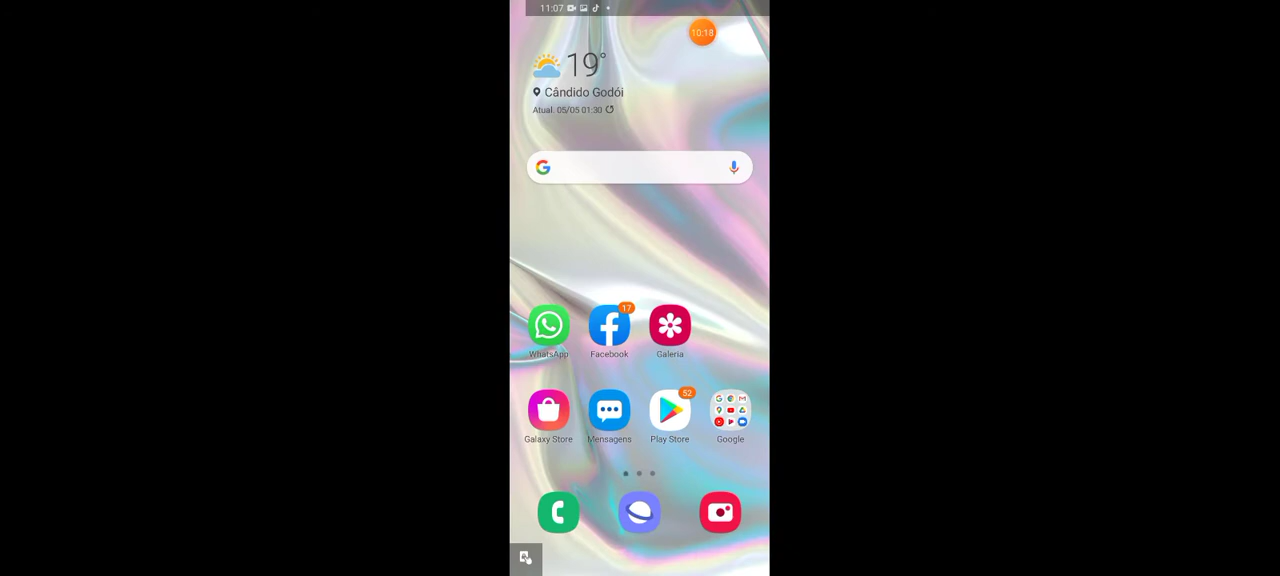 11:07
10:18
19°
Cândido Godói
Atual. 05/05 01:30
17
WhatsApp
Facebook
Galeria
52
Galaxy Store
Mensagens
Play Store
Google